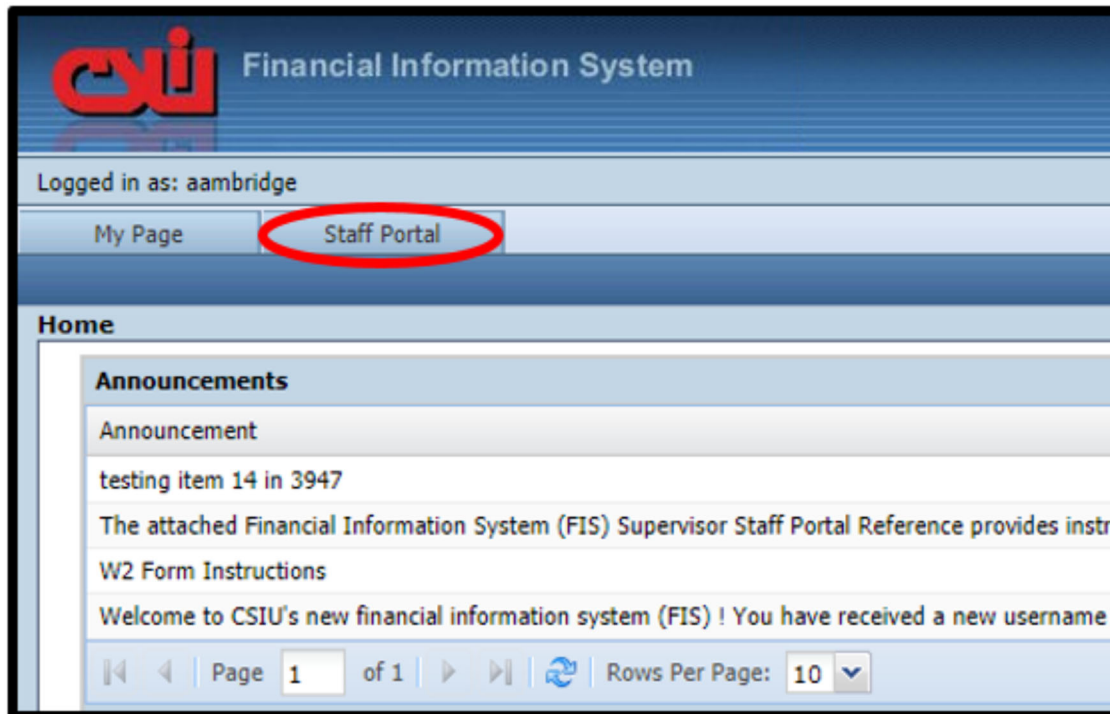 CSIU
Financial Information System
Logged in as: aambridge
My Page Staff Portal
Home
Announcements
Announcement
testing item 14 in 3947
The attached Financial Information System (FIS) Supervisor Staff Portal Reference provides instr
W2 Form Instructions
Welcome to CSIU's new financial information system (FIS) ! You have received a new username
Page 1 of 1 Rows Per Page: 10